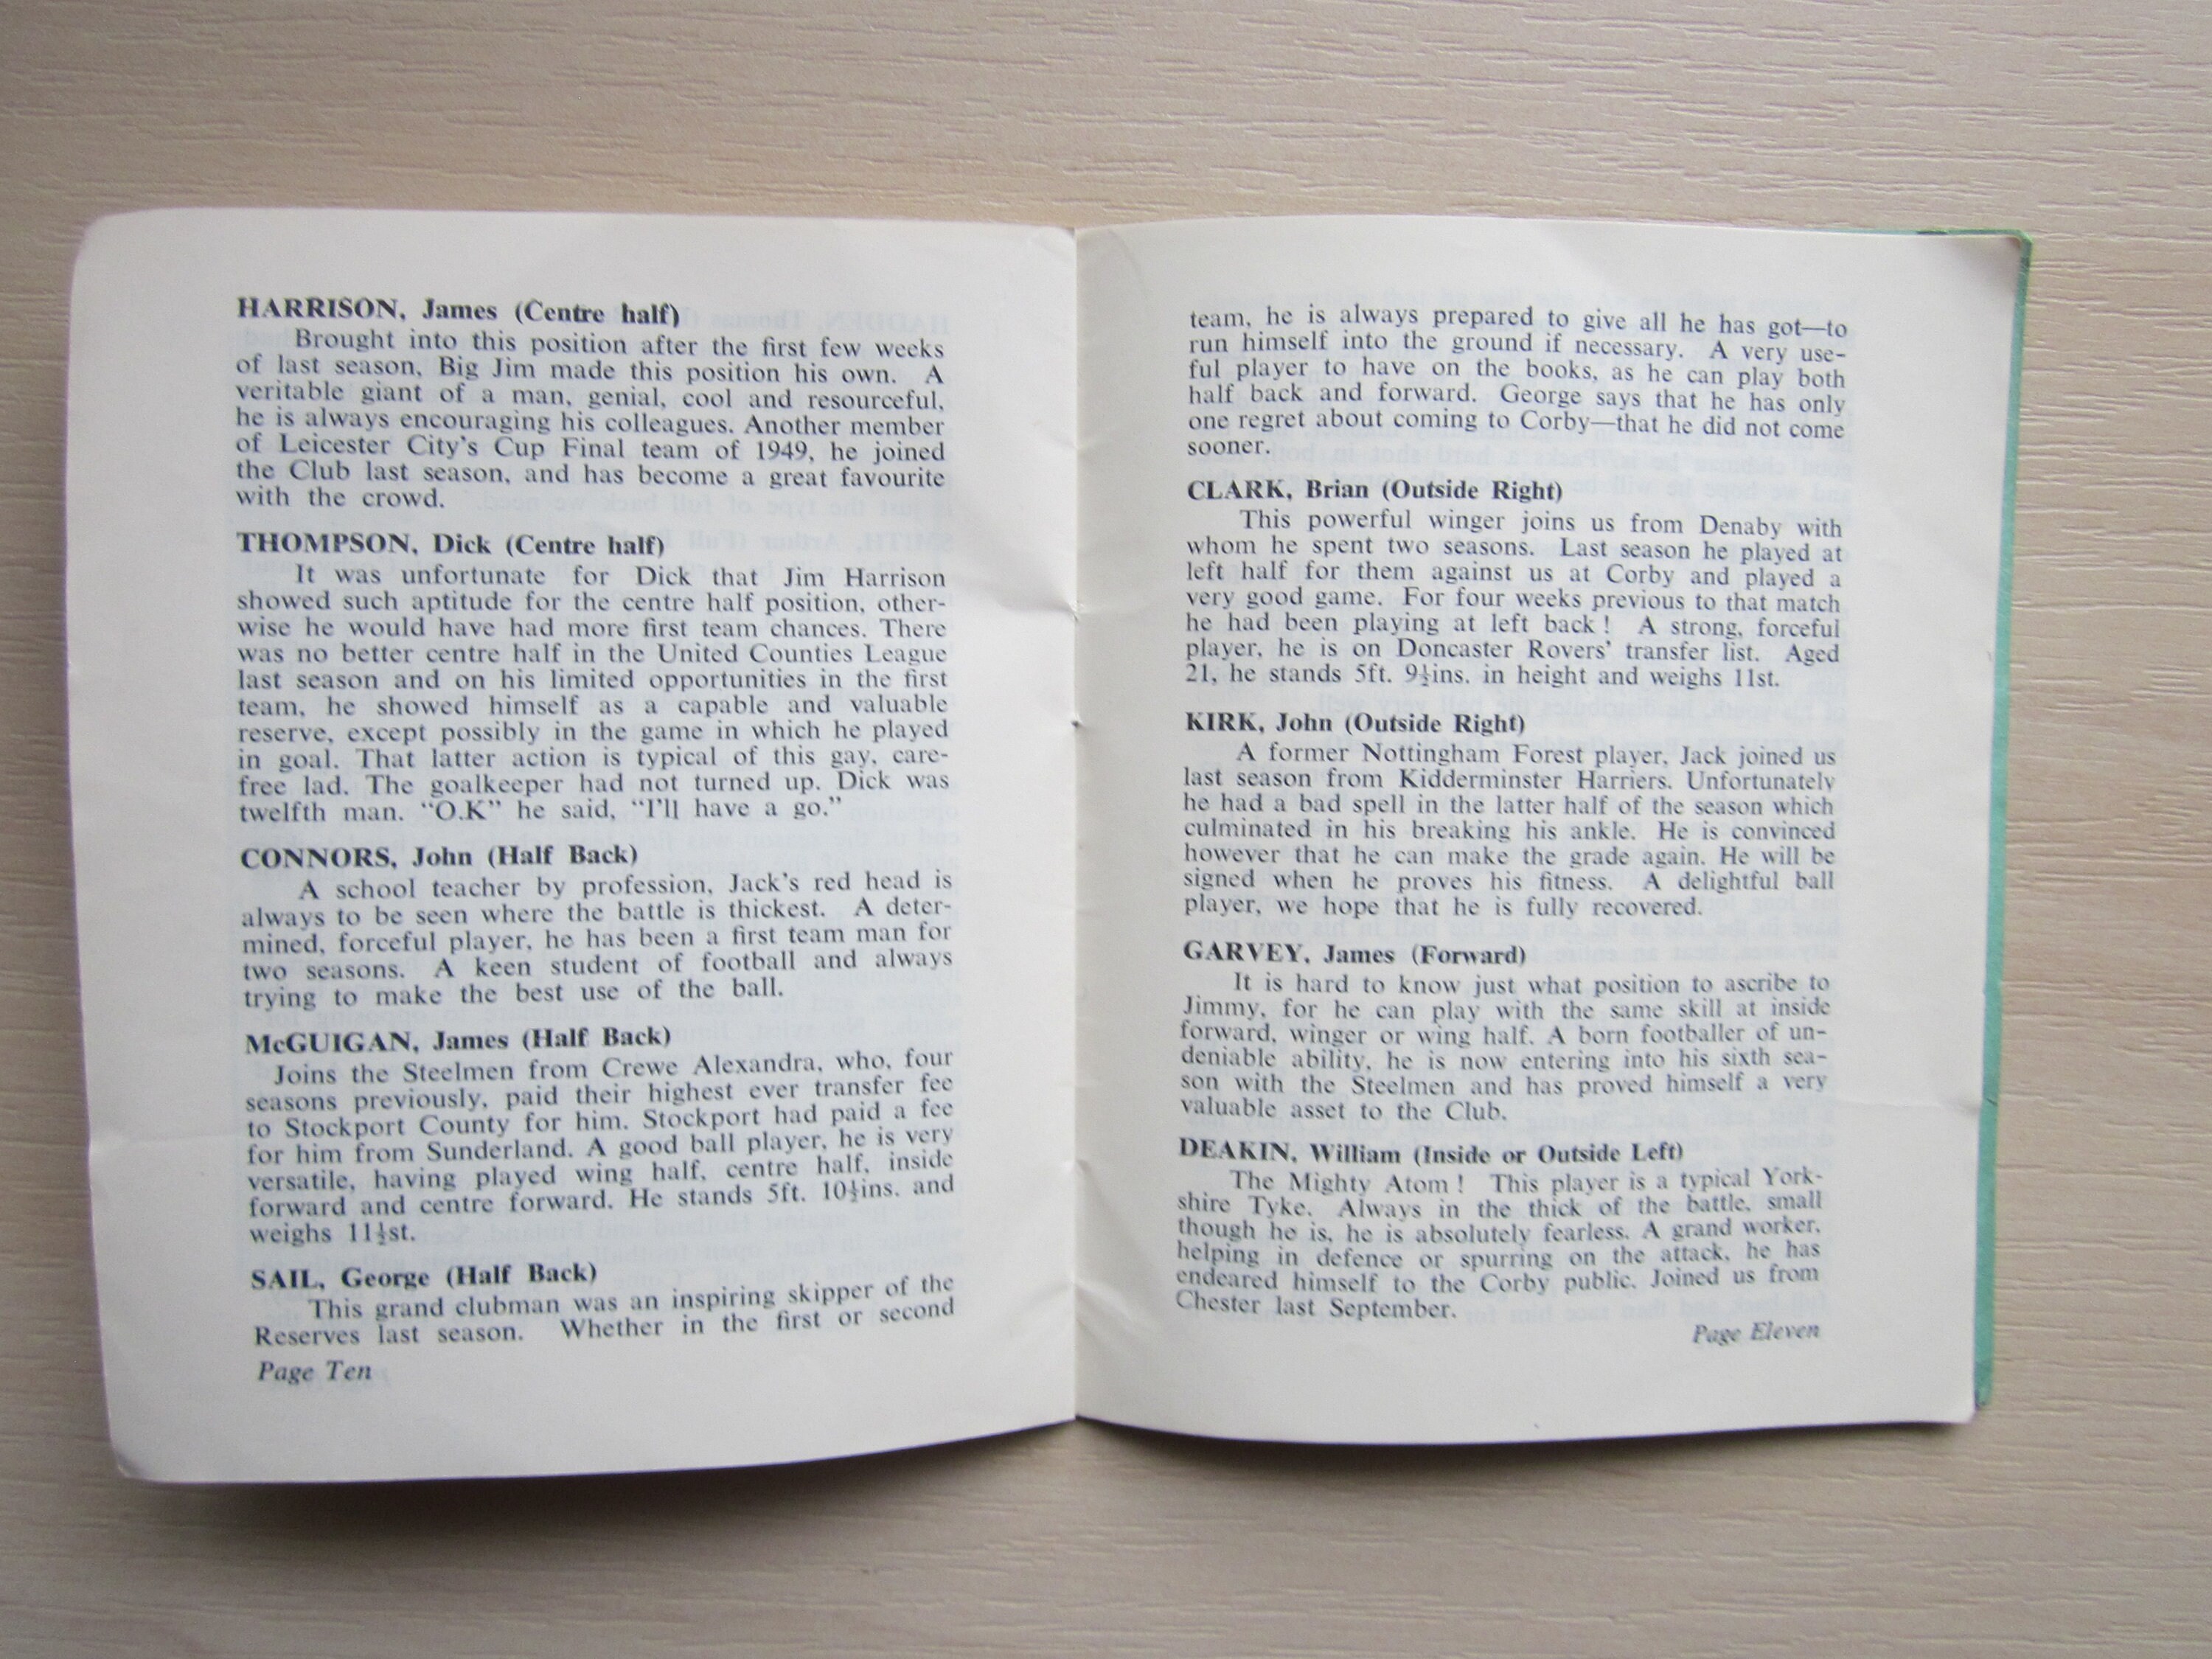 HARRISON, James (Centre half)
Brought into this position after the first few weeks
of last season, Big Jim made this position his own. A
veritable giant of a man, genial, cool and resourceful,
he is always encouraging his colleagues. Another member
of Leicester City's Cup Final team of 1949, he joined
the Club last season, and has become a great favourite
with the crowd.
THOMPSON, Dick (Centre half)
It was unfortunate for Dick that Jim Harrison
showed such aptitude for the centre half position, other-
wise he would have had more first team chances. There
was no better centre half in the United Counties League
last season and on his limited opportunities in the first
team, he showed himself as a capable and valuable
reserve, except possibly in the game in which he played
in goal. That latter action is typical of this gay, care-
free lad. The goalkeeper had not turned up. Dick was
twelfth man. "O.K" he said, "I'll have a go."
CONNORS, John (Half Back)
A school teacher by profession, Jack's red head is
always to be seen where the battle is thickest. A deter-
mined, forceful player, he has been a first team man for
two seasons. A keen student of football and always
trying to make the best use of the ball.
McGUIGAN, James (Half Back)
Joins the Steelmen from Crewe Alexandra, who, four
seasons previously, paid their highest ever transfer fee
to Stockport County for him. Stockport had paid a fee
for him from Sunderland. A good ball player, he is very
versatile, having played wing half, centre half, inside
forward and centre forward. He stands 5ft. 10½ins. and
weighs 11½st.
SAIL, George (Half Back)
This grand clubman was an inspiring skipper of the
Reserves last season. Whether in the first or second
Page Ten
team, he is always prepared to give all he has got—to
run himself into the ground if necessary. A very use-
ful player to have on the books, as he can play both
half back and forward. George says that he has only
one regret about coming to Corby—that he did not come
sooner.
CLARK, Brian (Outside Right)
This powerful winger joins us from Denaby with
whom he spent two seasons. Last season he played at
left half for them against us at Corby and played a
very good game. For four weeks previous to that match
he had been playing at left back! A strong, forceful
player, he is on Doncaster Rovers' transfer list. Aged
21, he stands 5ft. 9½ins. in height and weighs 11st.
KIRK, John (Outside Right)
A former Nottingham Forest player, Jack joined us
last season from Kidderminster Harriers. Unfortunately
he had a bad spell in the latter half of the season which
culminated in his breaking his ankle. He is convinced
however that he can make the grade again. He will be
signed when he proves his fitness. A delightful ball
player, we hope that he is fully recovered.
GARVEY, James (Forward)
It is hard to know just what position to ascribe to
Jimmy, for he can play with the same skill at inside
forward, winger or wing half. A born footballer of un-
deniable ability, he is now entering into his sixth sea-
son with the Steelmen and has proved himself a very
valuable asset to the Club.
DEAKIN, William (Inside or Outside Left)
The Mighty Atom! This player is a typical York-
shire Tyke. Always in the thick of the battle, small
though he is, he is absolutely fearless. A grand worker,
helping in defence or spurring on the attack, he has
endeared himself to the Corby public. Joined us from
Chester last September.
Page Eleven